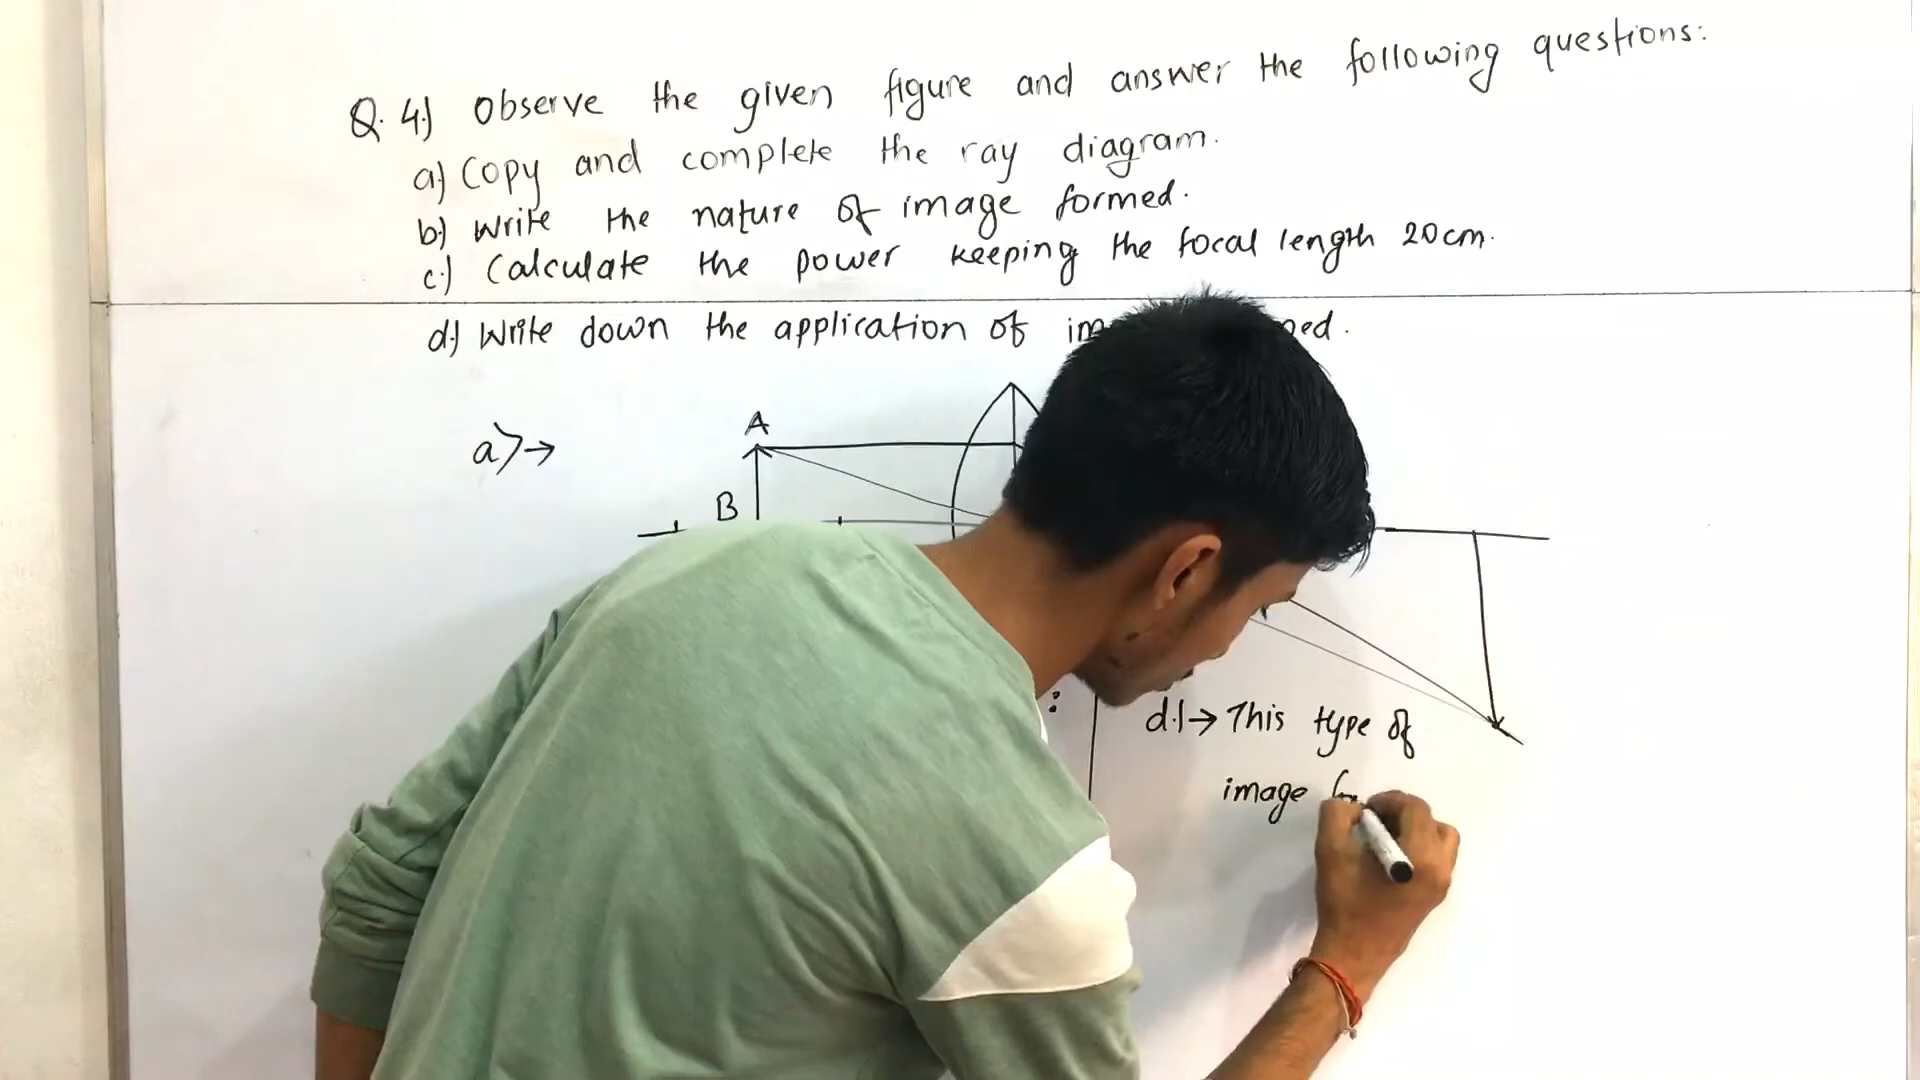 Q. 4.) Observe the given figure and answer the following questions:
a.) Copy and complete the ray diagram.
b.) Write the nature of image formed.
c.) Calculate the power keeping the focal length 20cm.
d.) Write down the application of
a)→
A
B
d.)→ This type of
image